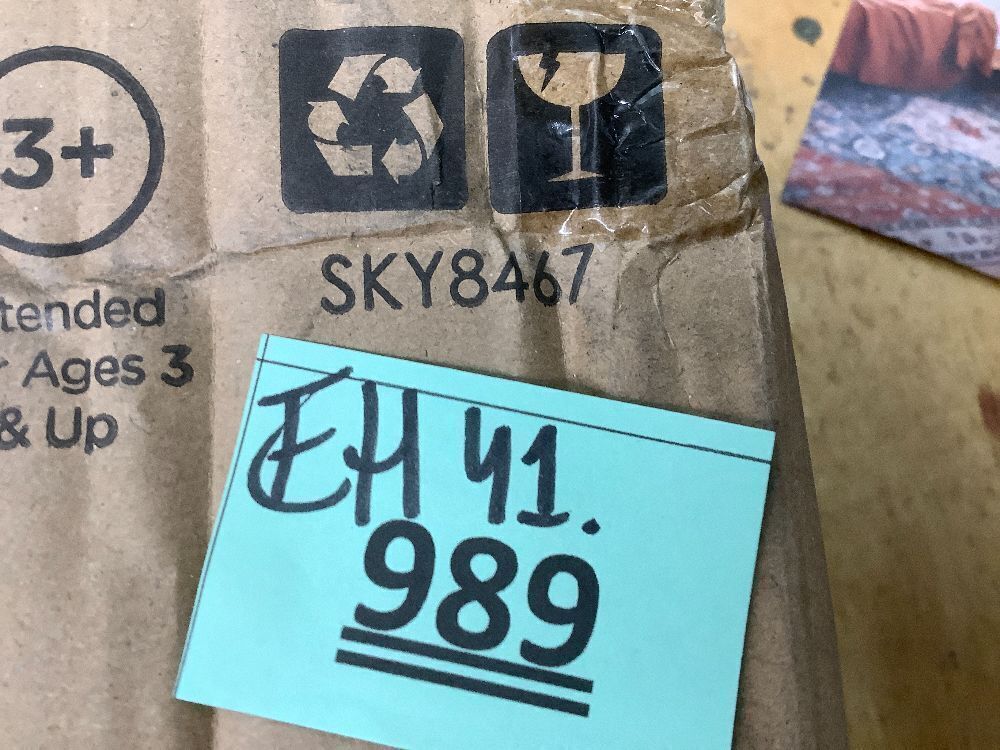 3+
SKY8467
tended
Ages 3
& Up
EH 41.
989